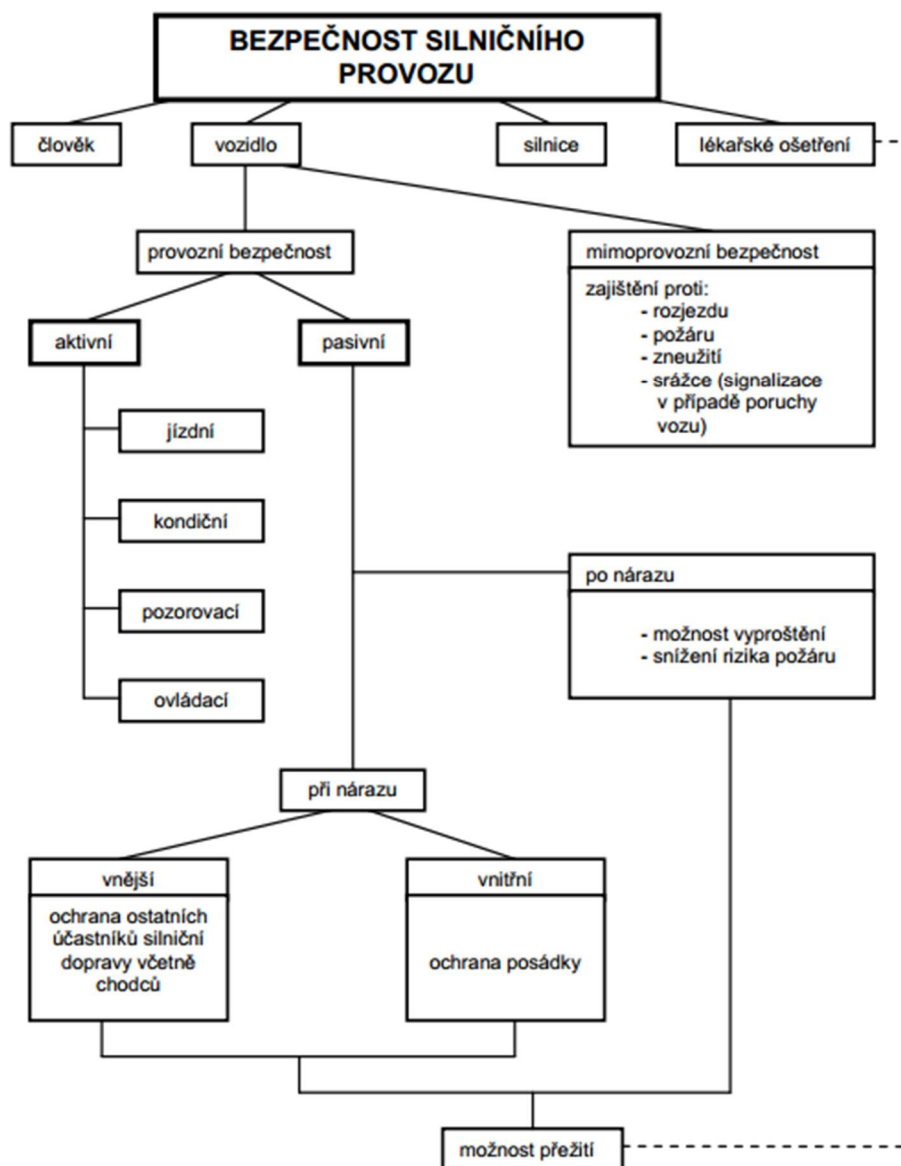 BEZPEČNOST SILNIČNÍHO
PROVOZU
člověk
vozidlo
silnice
lékařské ošetření
provozní bezpečnost
mimoprovozní bezpečnost
zajištění proti:
- rozjezdu
- požáru
- zneužití
- srážce (signalizace
v případě poruchy
vozu)
aktivní
pasivní
jízdní
kondiční
pozorovací
ovládací
po nárazu
- možnost vyproštění
- snížení rizika požáru
při nárazu
vnější
ochrana ostatních
účastníků silniční
dopravy včetně
chodců
vnitřní
ochrana posádky
možnost přežití